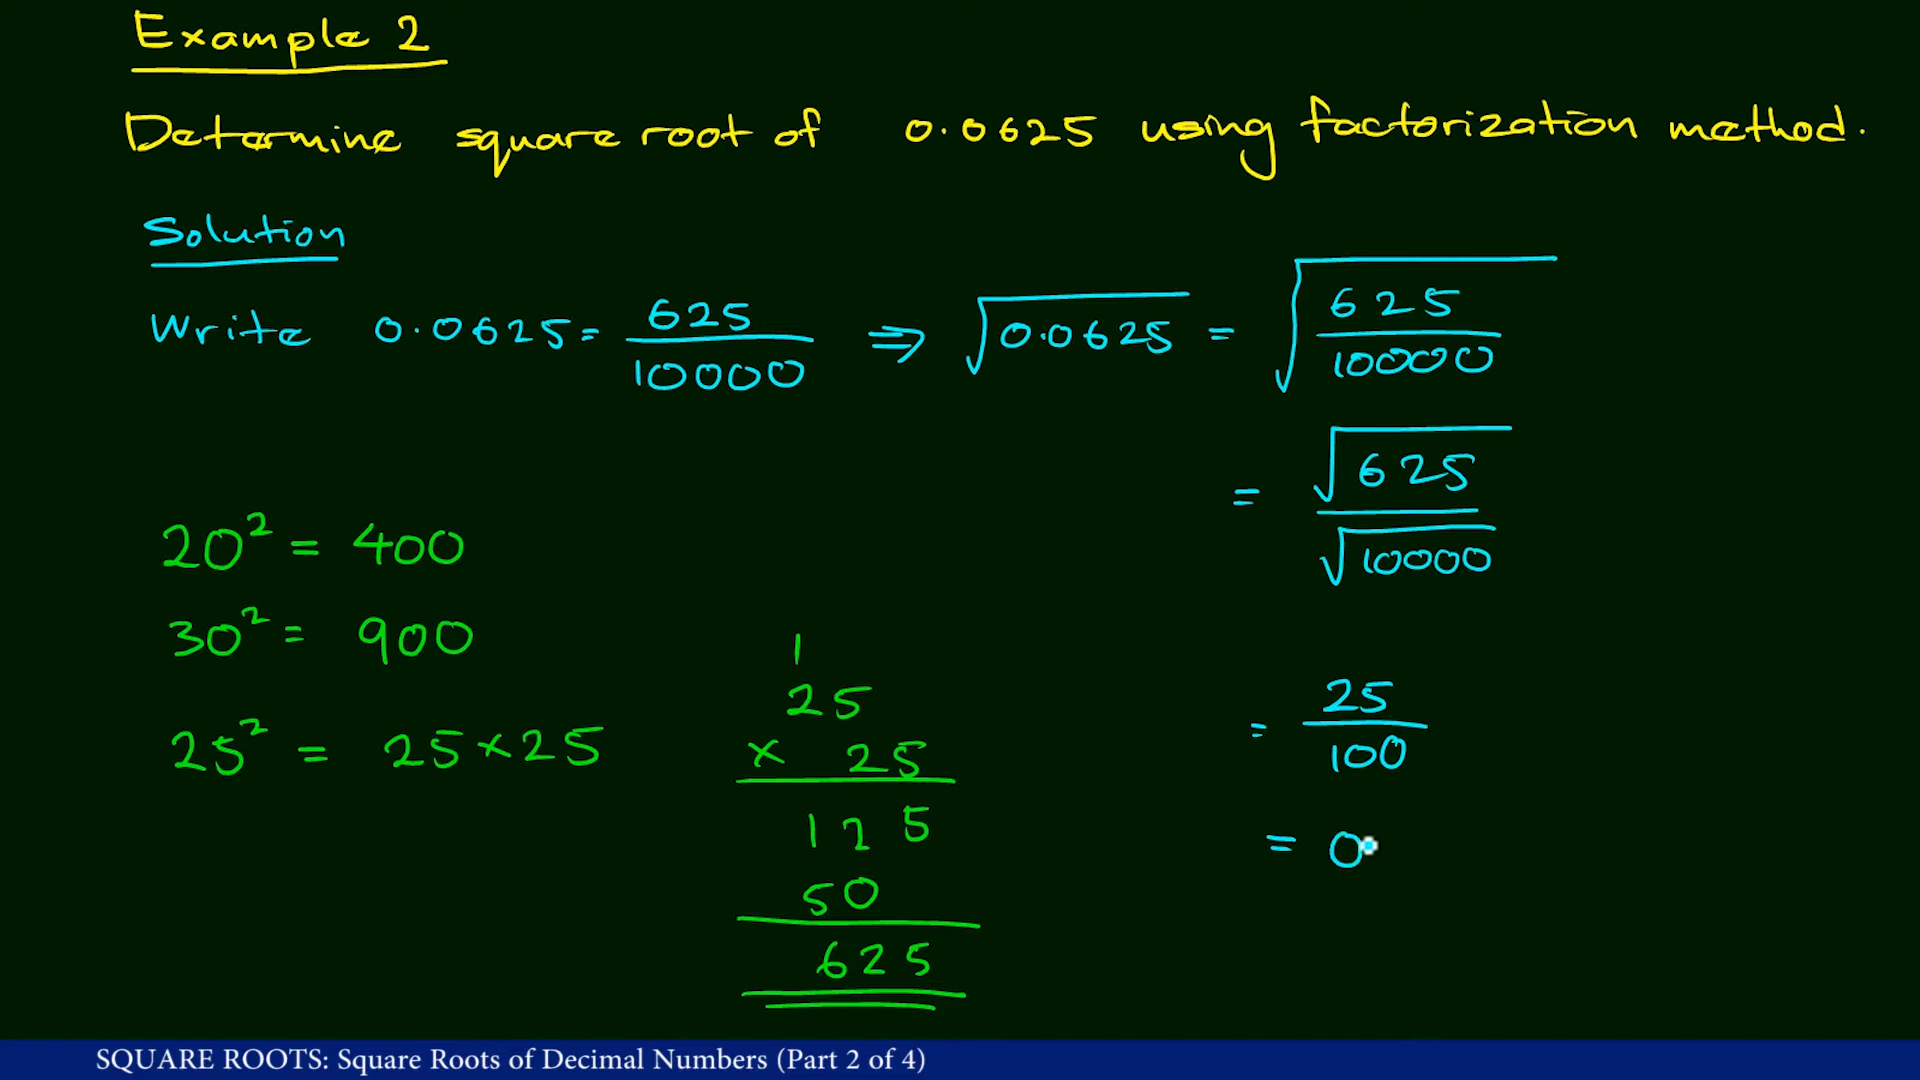 Example 2
Determine square root of 0.0625 using factorization method.
Solution
Write 0.0625 = 625/10000 ⇒ √0.0625 = √(625/10000)
= √625/√10000
20² = 400
30² = 900
25² = 25×25
1
25
× 25
125
50
625
= 25/100
= 0
SQUARE ROOTS: Square Roots of Decimal Numbers (Part 2 of 4)